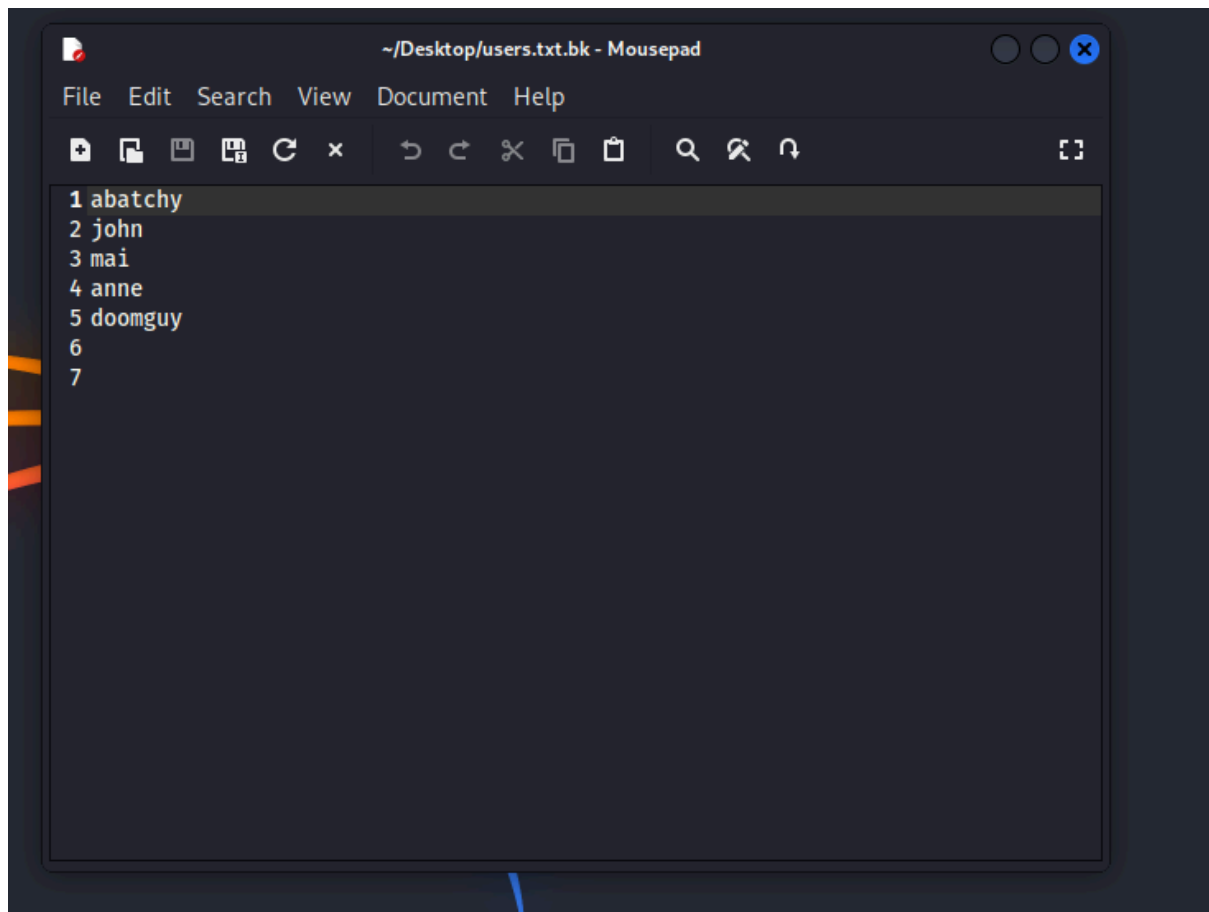 ~/Desktop/users.txt.bk - Mousepad
File Edit Search View Document Help
1 abatchy
2 john
3 mai
4 anne
5 doomguy
6
7